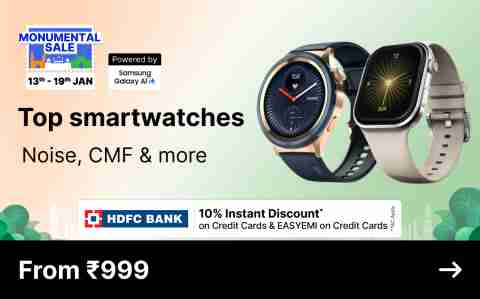 MONUMENTAL
SALE
13ᵗʰ - 19ᵗʰ JAN
Powered by
Samsung
Galaxy AI
Top smartwatches
Noise, CMF & more
HDFC BANK
10% Instant Discount*
on Credit Cards & EASYEMI on Credit Cards
*T&C Apply
From ₹999